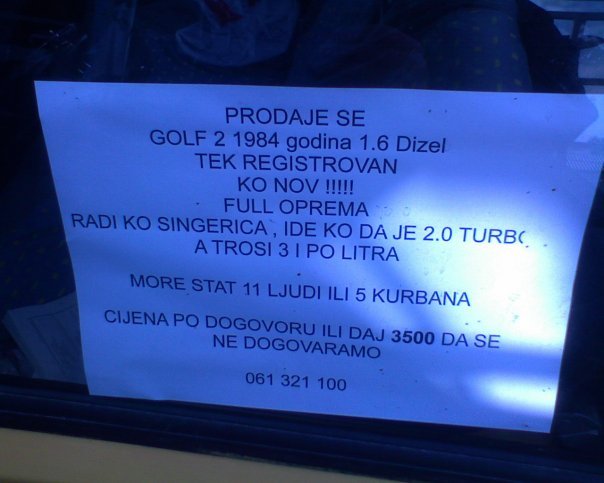 PRODAJE SE
GOLF 2 1984 godina 1.6 Dizel
TEK REGISTROVAN
KO NOV !!!!!
FULL OPREMA
RADI KO SINGERICA , IDE KO DA JE 2.0 TURBO
A TROSI 3 I PO LITRA
MORE STAT 11 LJUDI ILI 5 KURBANA
CIJENA PO DOGOVORU ILI DAJ 3500 DA SE
NE DOGOVARAMO
061 321 100